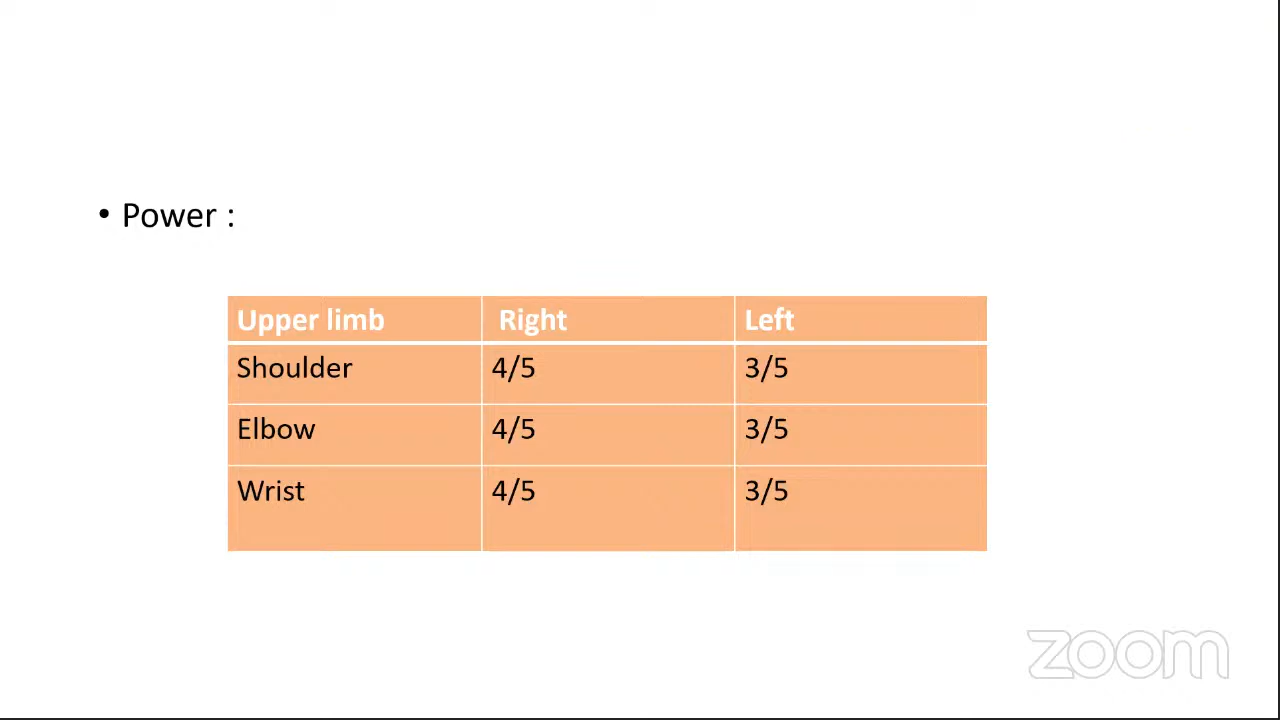 • Power :
Upper limb Right Left
Shoulder 4/5 3/5
Elbow 4/5 3/5
Wrist 4/5 3/5
zoom